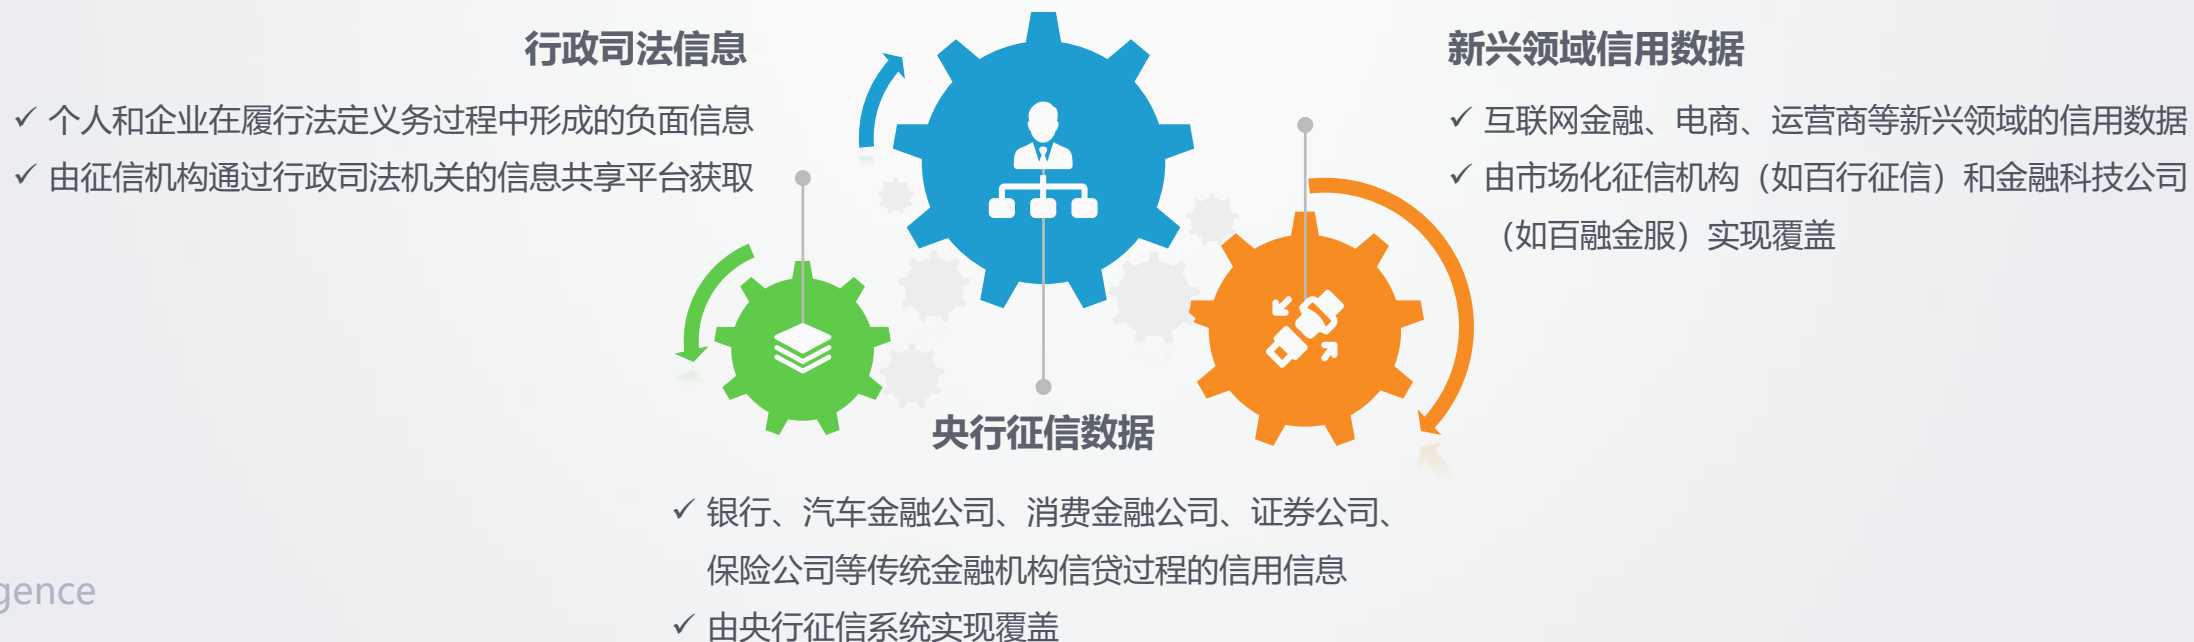 行政司法信息
✓ 个人和企业在履行法定义务过程中形成的负面信息
✓ 由征信机构通过行政司法机关的信息共享平台获取
新兴领域信用数据
✓ 互联网金融、电商、运营商等新兴领域的信用数据
✓ 由市场化征信机构（如百行征信）和金融科技公司
（如百融金服）实现覆盖
央行征信数据
✓ 银行、汽车金融公司、消费金融公司、证券公司、
保险公司等传统金融机构信贷过程的信用信息
✓ 由央行征信系统实现覆盖
gence